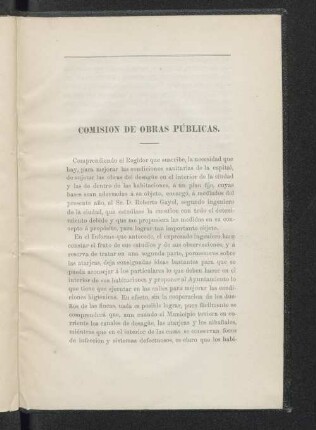 COMISION DE OBRAS PÚBLICAS.
Comprendiendo el Regidor que suscribe, la necesidad que
hay, para mejorar las condiciones sanitarias de la capital,
de sujetar las obras del desagüe en el interior de la ciudad
y las de dentro de las habitaciones, á un plan fijo, cuyas
bases sean adecuadas á su objeto, encargó, á mediados del
presente año, al Sr. D. Roberto Gayol, segundo ingeniero
de la ciudad, que estudiase la cuestion con todo el deteni-
miento debido y que me propusiera las medidas en su con-
cepto á propósito, para lograr tan importante objeto.
En el Informe que antecede, el expresado ingeniero hace
constar el fruto de sus estudios y de sus observaciones, y á
reserva de tratar en una segunda parte, pormenores sobre
las atarjeas, deja consignadas ideas bastantes para que se
pueda aconsejar á los particulares lo que deben hacer en el
interior de sus habitaciones y proponer al Ayuntamiento lo
que tiene que ejecutar en las calles para mejorar las condicio-
nes higiénicas. En efecto, sin la cooperacion de los due-
ños de las fincas, nada es posible lograr, pues fácilmente se
comprenderá que, aun cuando el Municipio tuviera en co-
rriente los canales de desagüe, las atarjeas y los albañales,
mientras que en el interior de las casas se conservan focos
de infeccion y sistemas defectuosos, es claro que los habi-